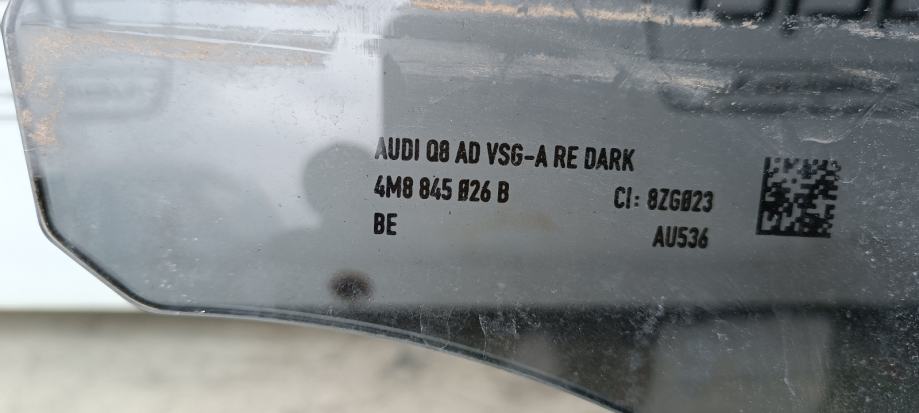 AUDI Q8 AD VSG-A RE DARK
4M8 845 026 B
CI: 8ZG023
BE
AU536